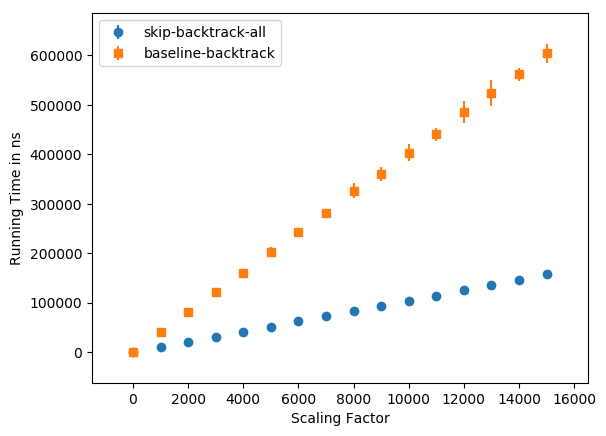 skip-backtrack-all
baseline-backtrack
Running Time in ns
600000
500000
400000
300000
200000
100000
0
0 2000 4000 6000 8000 10000 12000 14000 16000
Scaling Factor